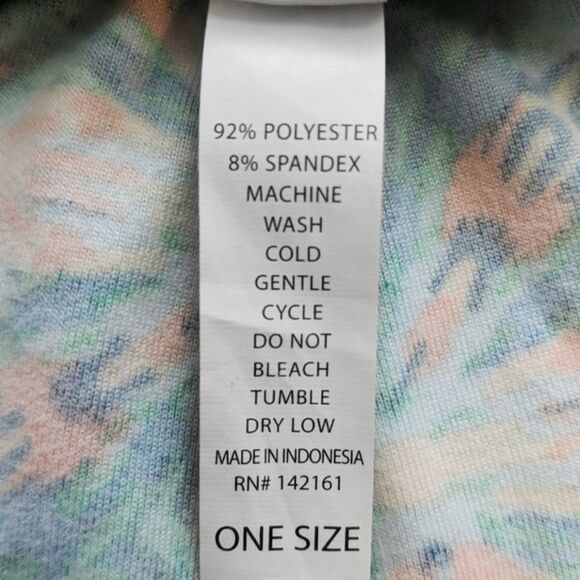 92% POLYESTER
8% SPANDEX
MACHINE
WASH
COLD
GENTLE
CYCLE
DO NOT
BLEACH
TUMBLE
DRY LOW
MADE IN INDONESIA
RN# 142161
ONE SIZE